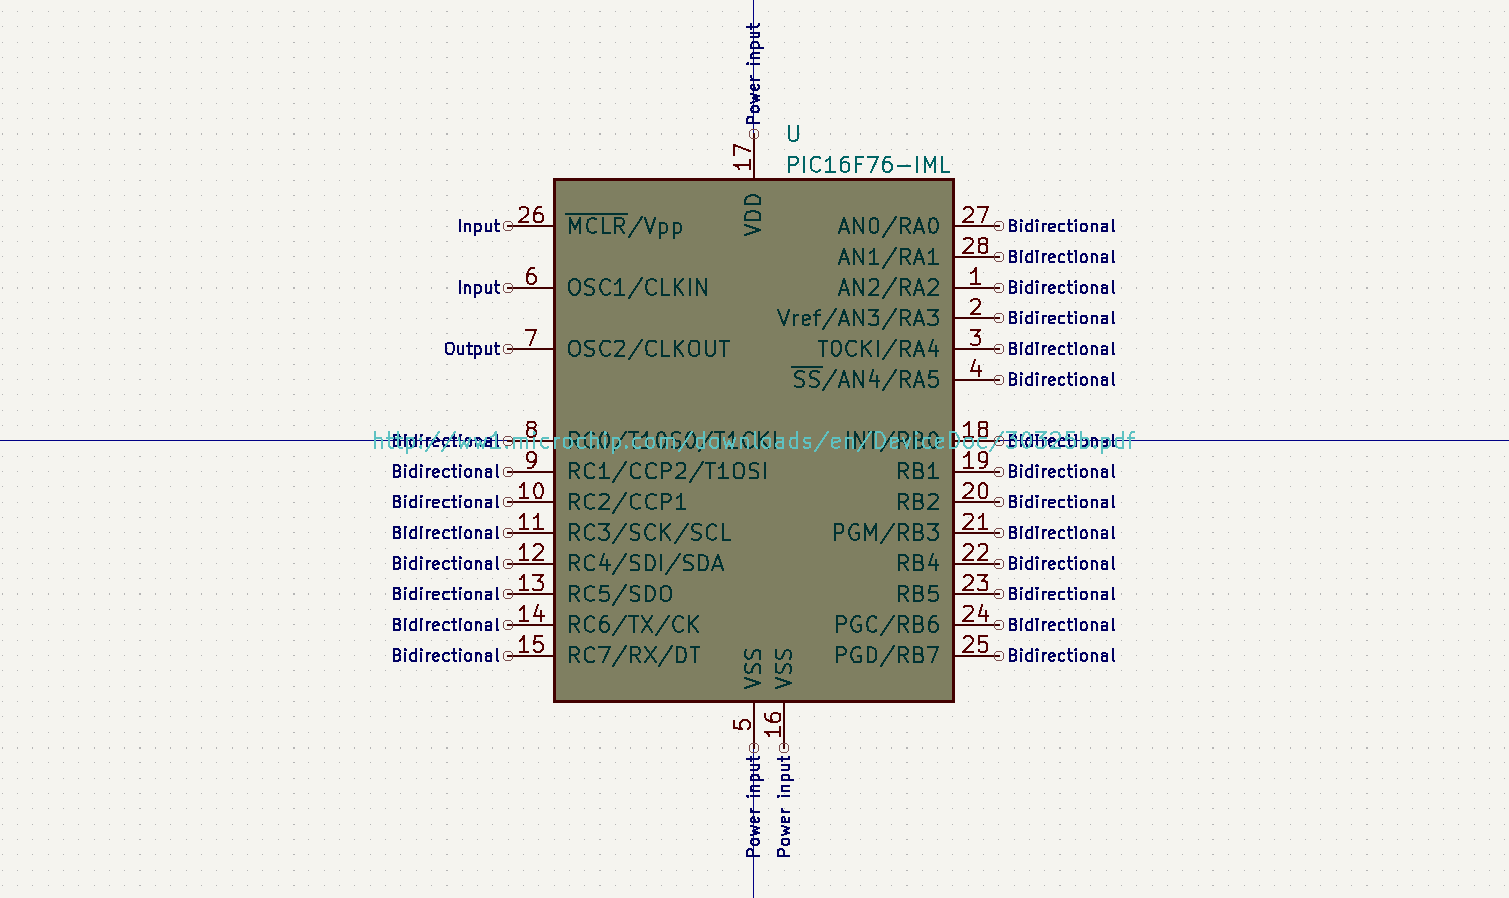 Power input
17
U
PIC16F76-IML
VDD
Input 26 MCLR/Vpp AN0/RA0 27 Bidirectional
AN1/RA1 28 Bidirectional
Input 6 OSC1/CLKIN AN2/RA2 1 Bidirectional
Vref/AN3/RA3 2 Bidirectional
Output 7 OSC2/CLKOUT T0CKI/RA4 3 Bidirectional
SS/AN4/RA5 4 Bidirectional
Bidirectional 8 RC0/T1OSO/T1CKI INT/RB0 18 Bidirectional
http://ww1.microchip.com/downloads/en/DeviceDoc/30325b.pdf
Bidirectional 9 RC1/CCP2/T1OSI RB1 19 Bidirectional
Bidirectional 10 RC2/CCP1 RB2 20 Bidirectional
Bidirectional 11 RC3/SCK/SCL PGM/RB3 21 Bidirectional
Bidirectional 12 RC4/SDI/SDA RB4 22 Bidirectional
Bidirectional 13 RC5/SDO RB5 23 Bidirectional
Bidirectional 14 RC6/TX/CK PGC/RB6 24 Bidirectional
Bidirectional 15 RC7/RX/DT PGD/RB7 25 Bidirectional
VSS VSS
5 16
Power input Power input